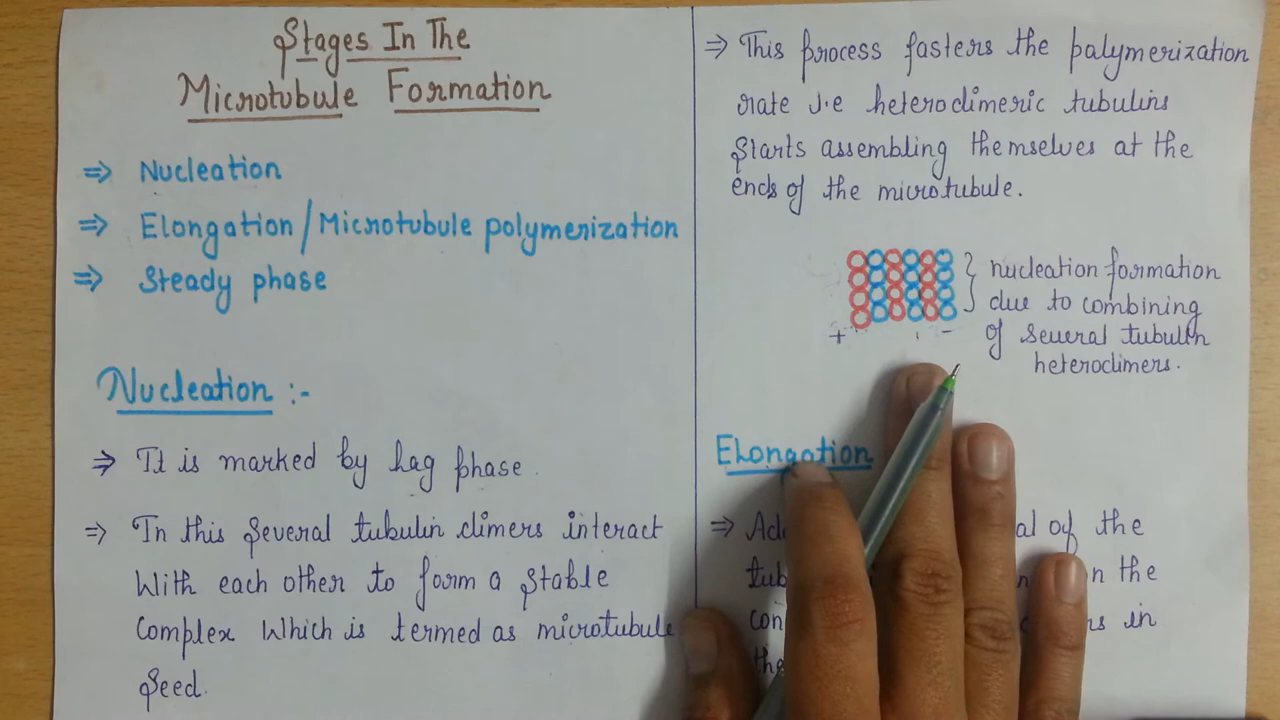 Stages In The
Microtubule Formation
⇒ Nucleation
⇒ Elongation/Microtubule polymerization
⇒ Steady phase
Nucleation :-
⇒ It is marked by lag phase.
⇒ In this several tubulin dimers interact
with each other to form a stable
complex which is termed as microtubule
seed.
⇒ This process fasters the palymerization
rate i.e heterodimeric tubulins
starts assembling themselves at the
ends of the microtubule.
nucleation formation
due to combining
of several tubulin
heterodimers.
+ -
Elongation
⇒ of the
the
in